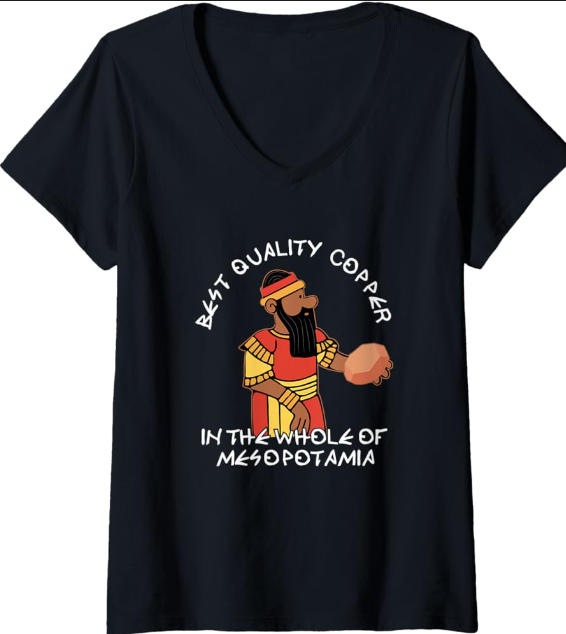 BEST QUALITY COPPER
IN THE WHOLE OF
MESOPOTAMIA